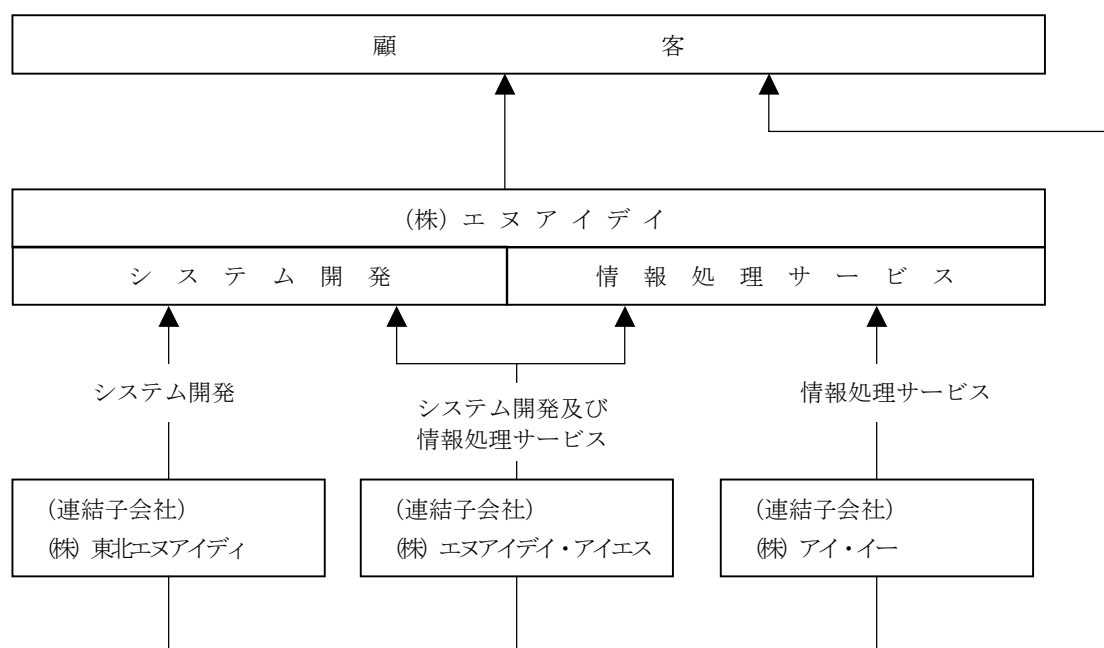 顧客
(株)エヌアイデイ
システム開発
情報処理サービス
システム開発
システム開発及び
情報処理サービス
情報処理サービス
(連結子会社)
(株) 東北エヌアイディ
(連結子会社)
(株) エヌアイデイ・アイエス
(連結子会社)
(株) アイ・イー